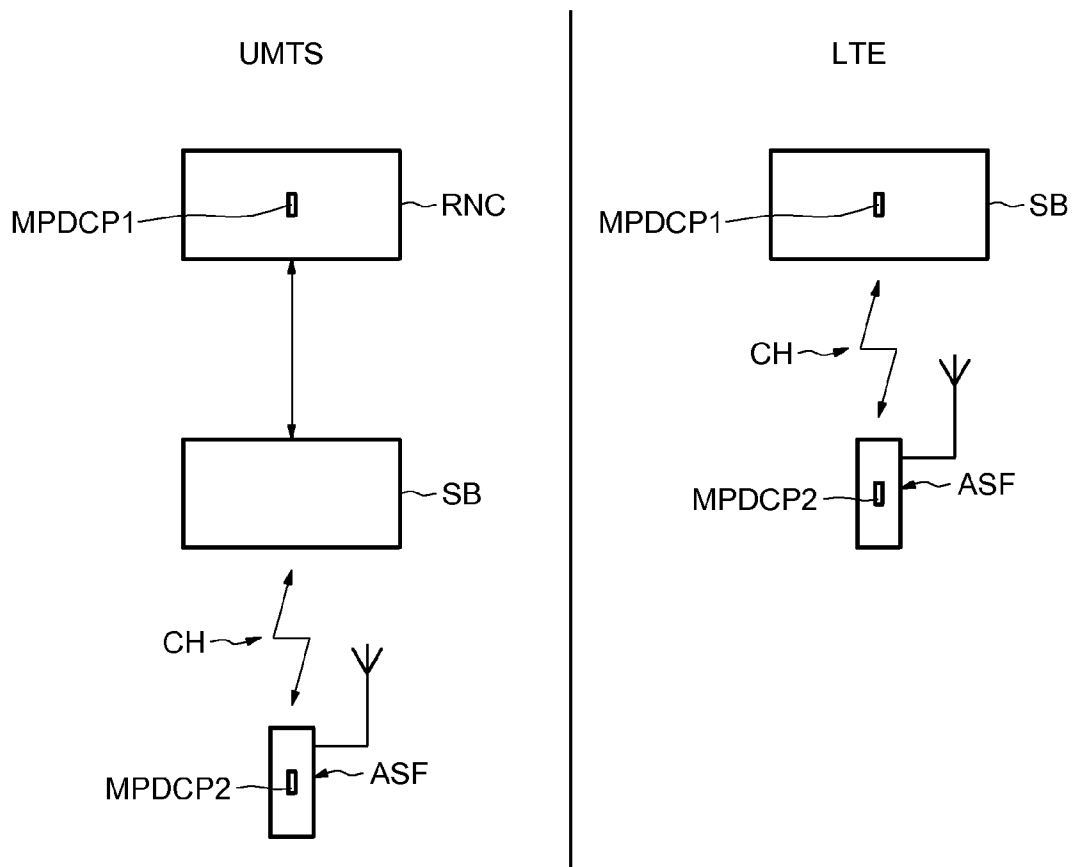 UMTS
MPDCP1
RNC
SB
CH
ASF
MPDCP2
LTE
MPDCP1
SB
CH
ASF
MPDCP2